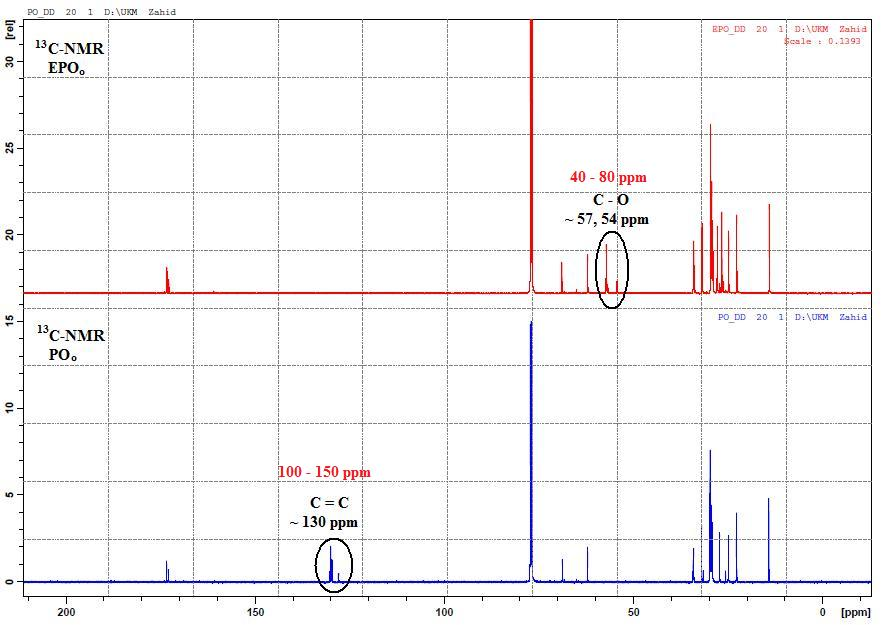 PO_DD 20 1 D:\UKM Zahid
[rel]
EPO_DD 20 1 D:\UKM Zahid
Scale : 0.1393
¹³C-NMR
EPOₒ
30
25
40 - 80 ppm
C - O
~ 57, 54 ppm
20
PO_DD 20 1 D:\UKM Zahid
15
¹³C-NMR
POₒ
10
100 - 150 ppm
5
C = C
~ 130 ppm
0
200 150 100 50 0 [ppm]